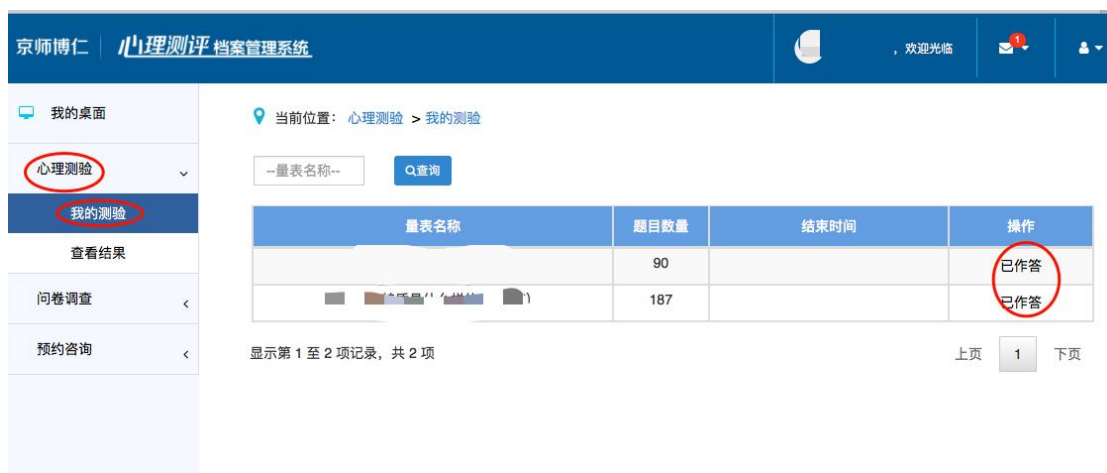 京师博仁 心理测评 档案管理系统 ，欢迎光临 1
我的桌面
当前位置： 心理测验 > 我的测验
心理测验
--量表名称-- 查询
我的测验
量表名称 题目数量 结束时间 操作
查看结果
90 已作答
问卷调查
187 已作答
预约咨询
显示第 1 至 2 项记录，共 2 项 上页 1 下页